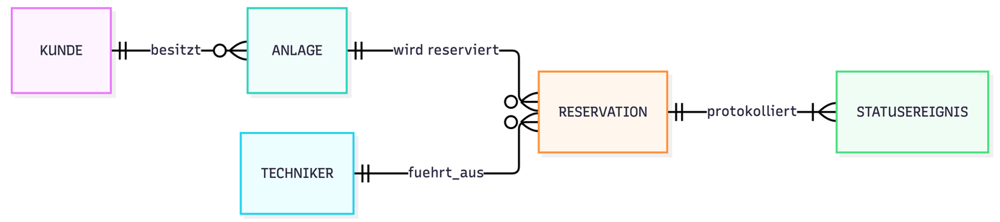 KUNDE
besitzt
ANLAGE
wird reserviert
RESERVATION
protokolliert
STATUSEREIGNIS
TECHNIKER
fuehrt_aus